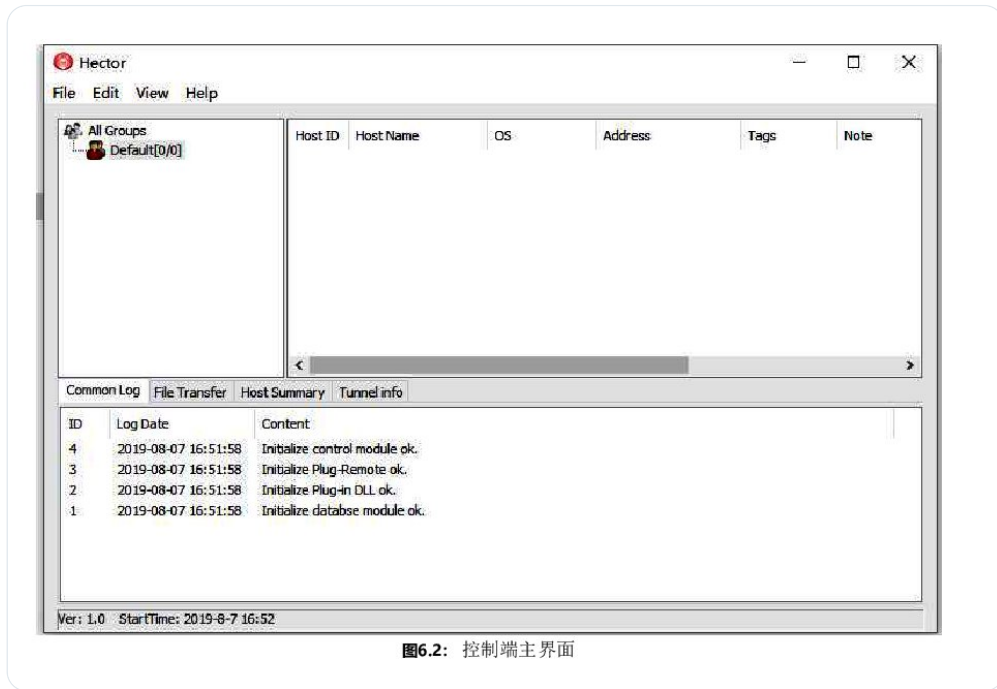 Hector
File Edit View Help
All Groups
Default[0/0]
Host ID Host Name OS Address Tags Note
Common Log File Transfer Host Summary Tunnel info
ID Log Date Content
4 2019-08-07 16:51:58 Initialize control module ok.
3 2019-08-07 16:51:58 Initialize Plug-Remote ok.
2 2019-08-07 16:51:58 Initialize Plug-in DLL ok.
1 2019-08-07 16:51:58 Initialize databse module ok.
Ver: 1.0 StartTime: 2019-8-7 16:52
图6.2: 控制端主界面